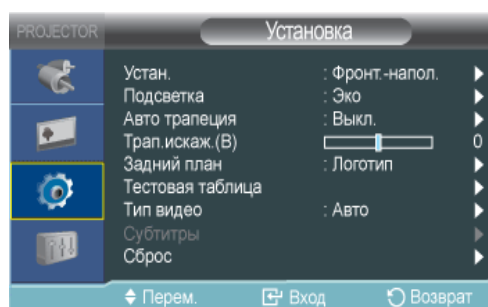 PROJECTOR
Установка
Устан. : Фронт.-напол.
Подсветка : Эко
Авто трапеция : Выкл.
Трап.искаж.(В) 0
Задний план : Логотип
Тестовая таблица
Тип видео : Авто
Субтитры
Сброс
Перем. Вход Возврат